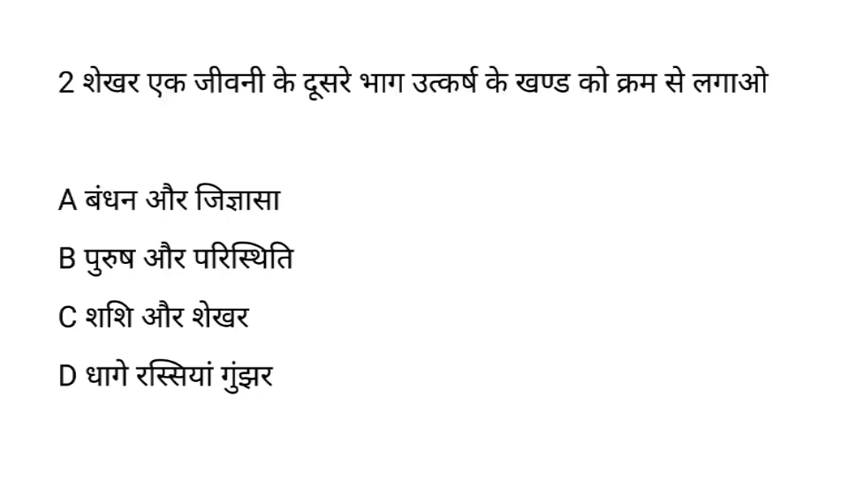 2 शेखर एक जीवनी के दूसरे भाग उत्कर्ष के खण्ड को क्रम से लगाओ
A बंधन और जिज्ञासा
B पुरुष और परिस्थिति
C शशि और शेखर
D धागे रस्सियां गुंझर